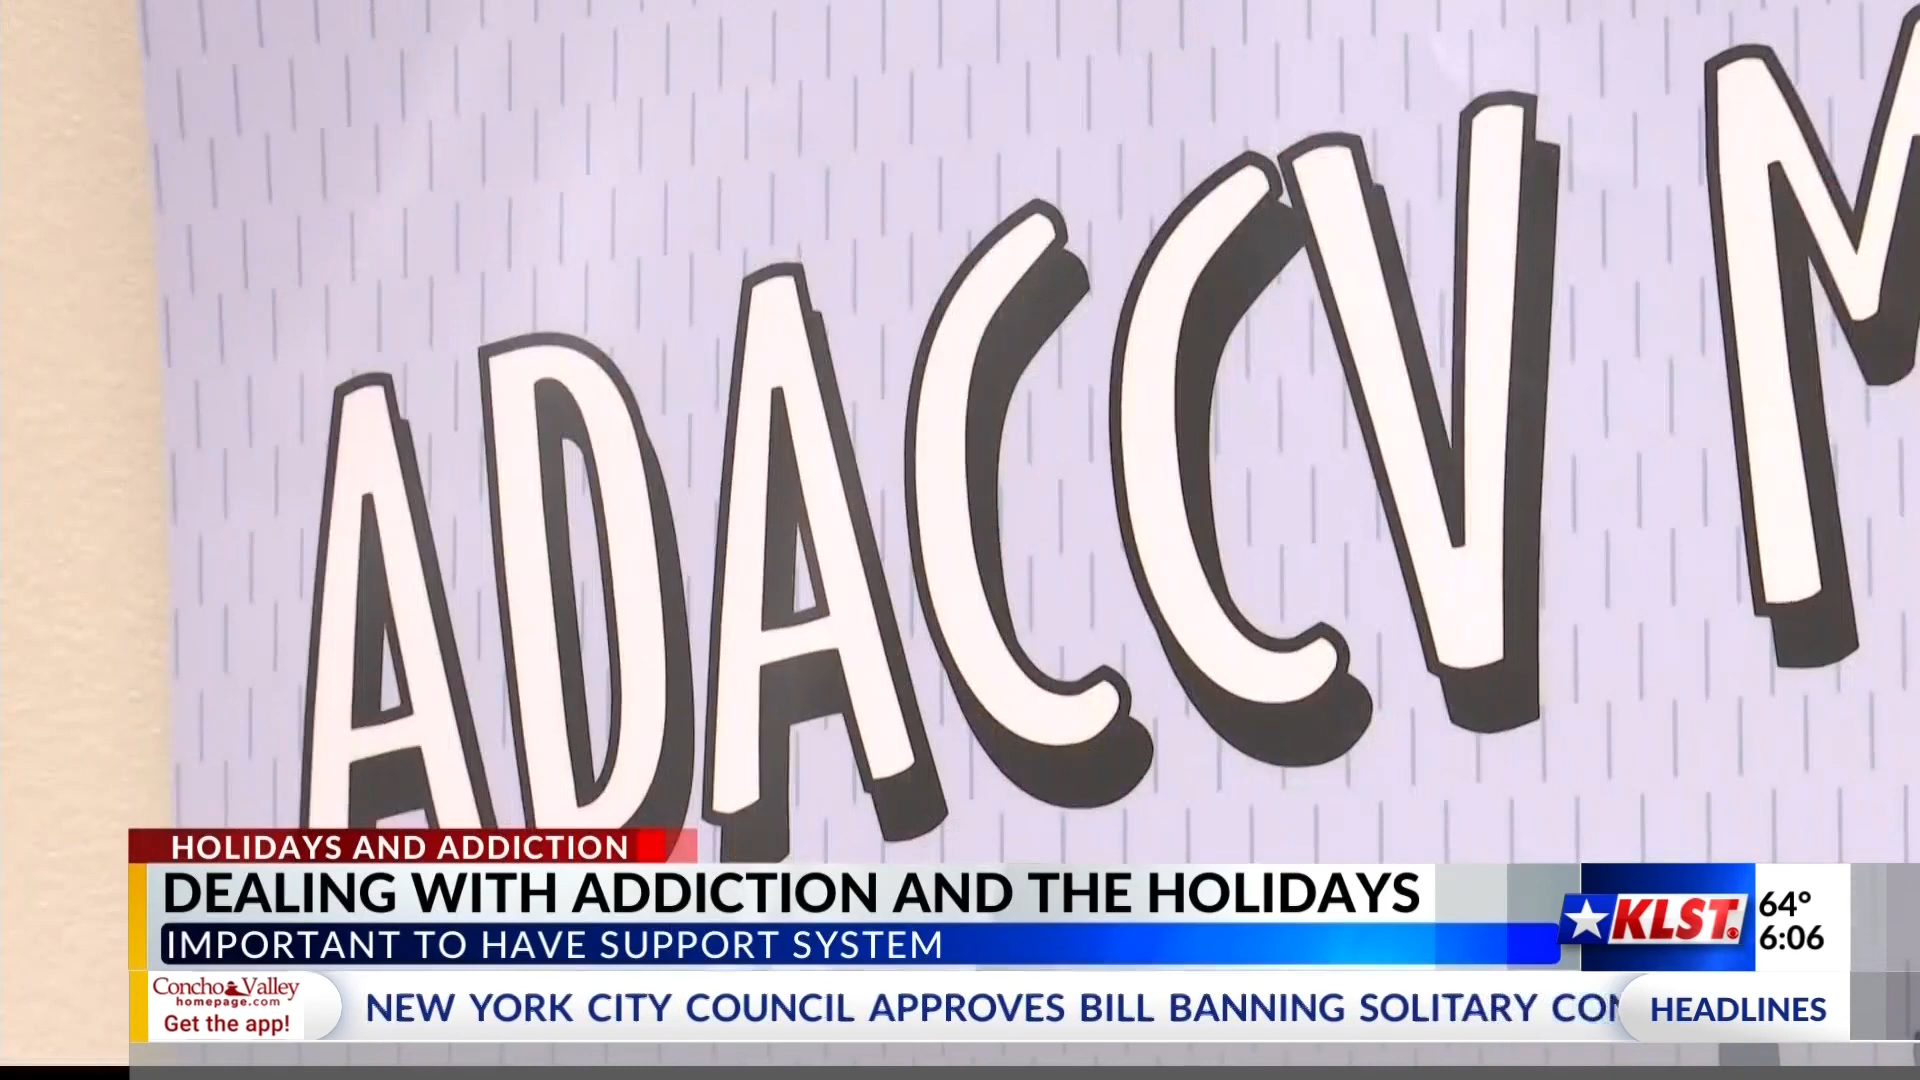 ADACCV M
HOLIDAYS AND ADDICTION
DEALING WITH ADDICTION AND THE HOLIDAYS
IMPORTANT TO HAVE SUPPORT SYSTEM
KLST
64°
6:06
Concho Valley
homepage.com
Get the app!
NEW YORK CITY COUNCIL APPROVES BILL BANNING SOLITARY CON
HEADLINES